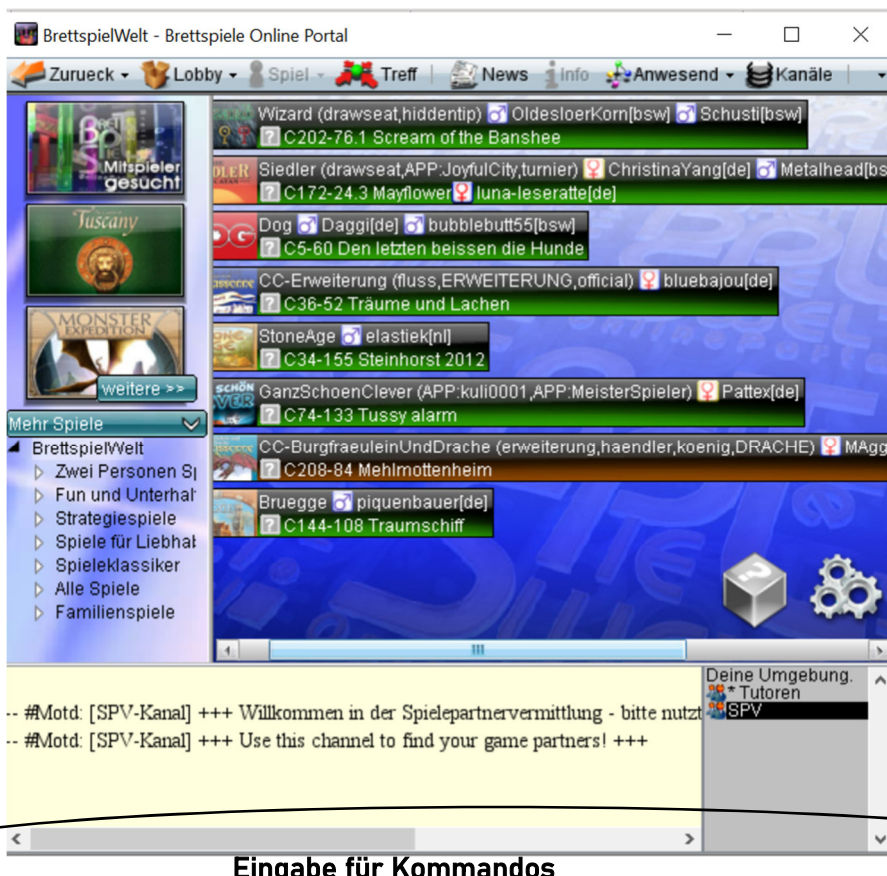 BrettspielWelt - Brettspiele Online Portal
Zurueck Lobby Spiel Treff News Info Anwesend Kanäle
Mitspieler gesucht
Tuscany
MONSTER
EXPEDITION
weitere >>
Mehr Spiele
BrettspielWelt
Zwei Personen
Fun und Unterhal
Strategiespiele
Spiele für Liebhab
Spieleklassiker
Alle Spiele
Familienspiele
Wizard (drawseat,hiddentip) OldesloerKorn[bsw] Schusti[bsw]
C202-76.1 Scream of the Banshee
Siedler (drawseat,APP:JoyfulCity,turnier) ChristinaYang[de] Metalhead[bs
C172-24.3 Mayflower luna-leseratte[de]
Dog Daggi[de] bubblebutt55[bsw]
C5-60 Den letzten beissen die Hunde
CC-Erweiterung (fluss,ERWEITERUNG,official) bluebajou[de]
C36-52 Träume und Lachen
StoneAge elastiek[nl]
C34-155 Steinhorst 2012
SCHÖN
GanzSchoenClever (APP:kuli0001,APP:MeisterSpieler) Pattex[de]
C74-133 Tussy alarm
CC-BurgfraeuleinUndDrache (erweiterung,haendler,koenig,DRACHE) MAgg
C208-84 Mehlmottenheim
Bruegge piquenbauer[de]
C144-108 Traumschiff
-- #Motd: [SPV-Kanal] +++ Willkommen in der Spielepartnervermittlung - bitte nutzt
-- #Motd: [SPV-Kanal] +++ Use this channel to find your game partners! +++
Deine Umgebung.
* Tutoren
SPV
Eingabe für Kommandos